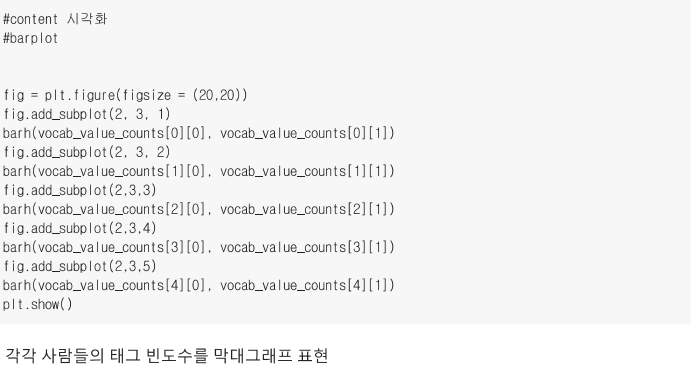 #content 시각화
#barplot
fig = plt.figure(figsize = (20,20))
fig.add_subplot(2, 3, 1)
barh(vocab_value_counts[0][0], vocab_value_counts[0][1])
fig.add_subplot(2, 3, 2)
barh(vocab_value_counts[1][0], vocab_value_counts[1][1])
fig.add_subplot(2,3,3)
barh(vocab_value_counts[2][0], vocab_value_counts[2][1])
fig.add_subplot(2,3,4)
barh(vocab_value_counts[3][0], vocab_value_counts[3][1])
fig.add_subplot(2,3,5)
barh(vocab_value_counts[4][0], vocab_value_counts[4][1])
plt.show()
각각 사람들의 태그 빈도수를 막대그래프 표현